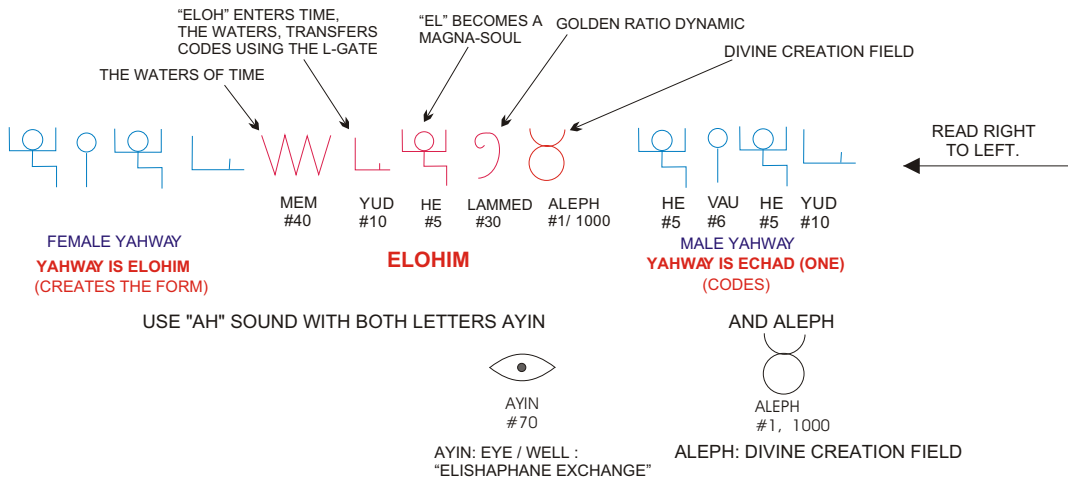 "ELOH" ENTERS TIME,
THE WATERS, TRANSFERS
CODES USING THE L-GATE
"EL" BECOMES A
MAGNA-SOUL
GOLDEN RATIO DYNAMIC
DIVINE CREATION FIELD
THE WATERS OF TIME
READ RIGHT
TO LEFT.
MEM
#40
YUD
#10
HE
#5
LAMMED
#30
ALEPH
#1/ 1000
HE
#5
VAU
#6
HE
#5
YUD
#10
FEMALE YAHWAY
YAHWAY IS ELOHIM
(CREATES THE FORM)
ELOHIM
MALE YAHWAY
YAHWAY IS ECHAD (ONE)
(CODES)
USE "AH" SOUND WITH BOTH LETTERS AYIN AND ALEPH
AYIN
#70
AYIN: EYE / WELL :
"ELISHAPHANE EXCHANGE"
ALEPH
#1, 1000
ALEPH: DIVINE CREATION FIELD